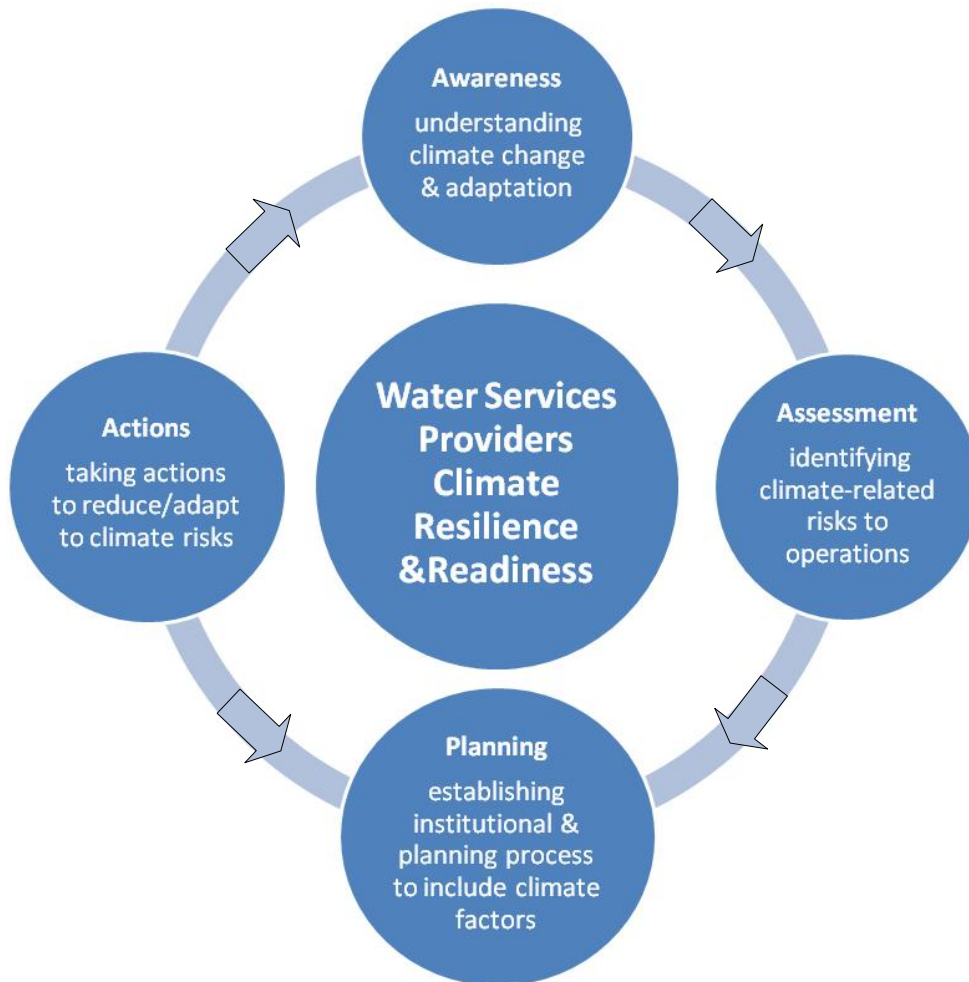 Awareness
understanding
climate change
& adaptation
Water Services
Providers
Climate
Resilience
&Readiness
Actions
taking actions
to reduce/adapt
to climate risks
Assessment
identifying
climate-related
risks to
operations
Planning
establishing
institutional &
planning process
to include climate
factors